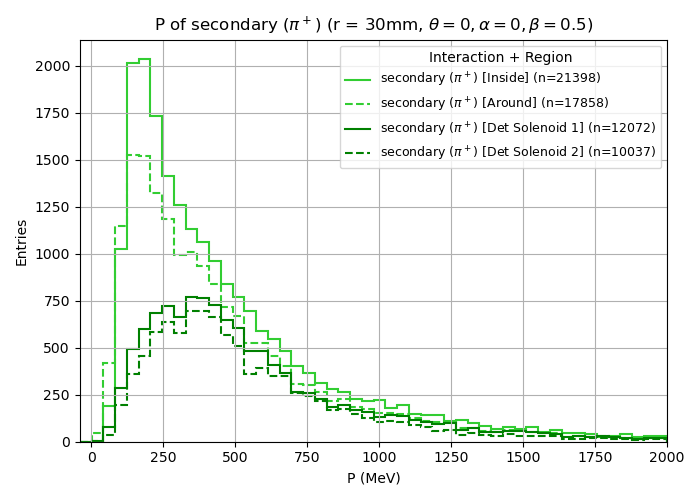 P of secondary (π⁺) (r = 30mm, θ = 0, α = 0, β = 0.5)
Interaction + Region
secondary (π⁺) [Inside] (n=21398)
secondary (π⁺) [Around] (n=17858)
secondary (π⁺) [Det Solenoid 1] (n=12072)
secondary (π⁺) [Det Solenoid 2] (n=10037)
Entries
2000
1750
1500
1250
1000
750
500
250
0
0 250 500 750 1000 1250 1500 1750 2000
P (MeV)